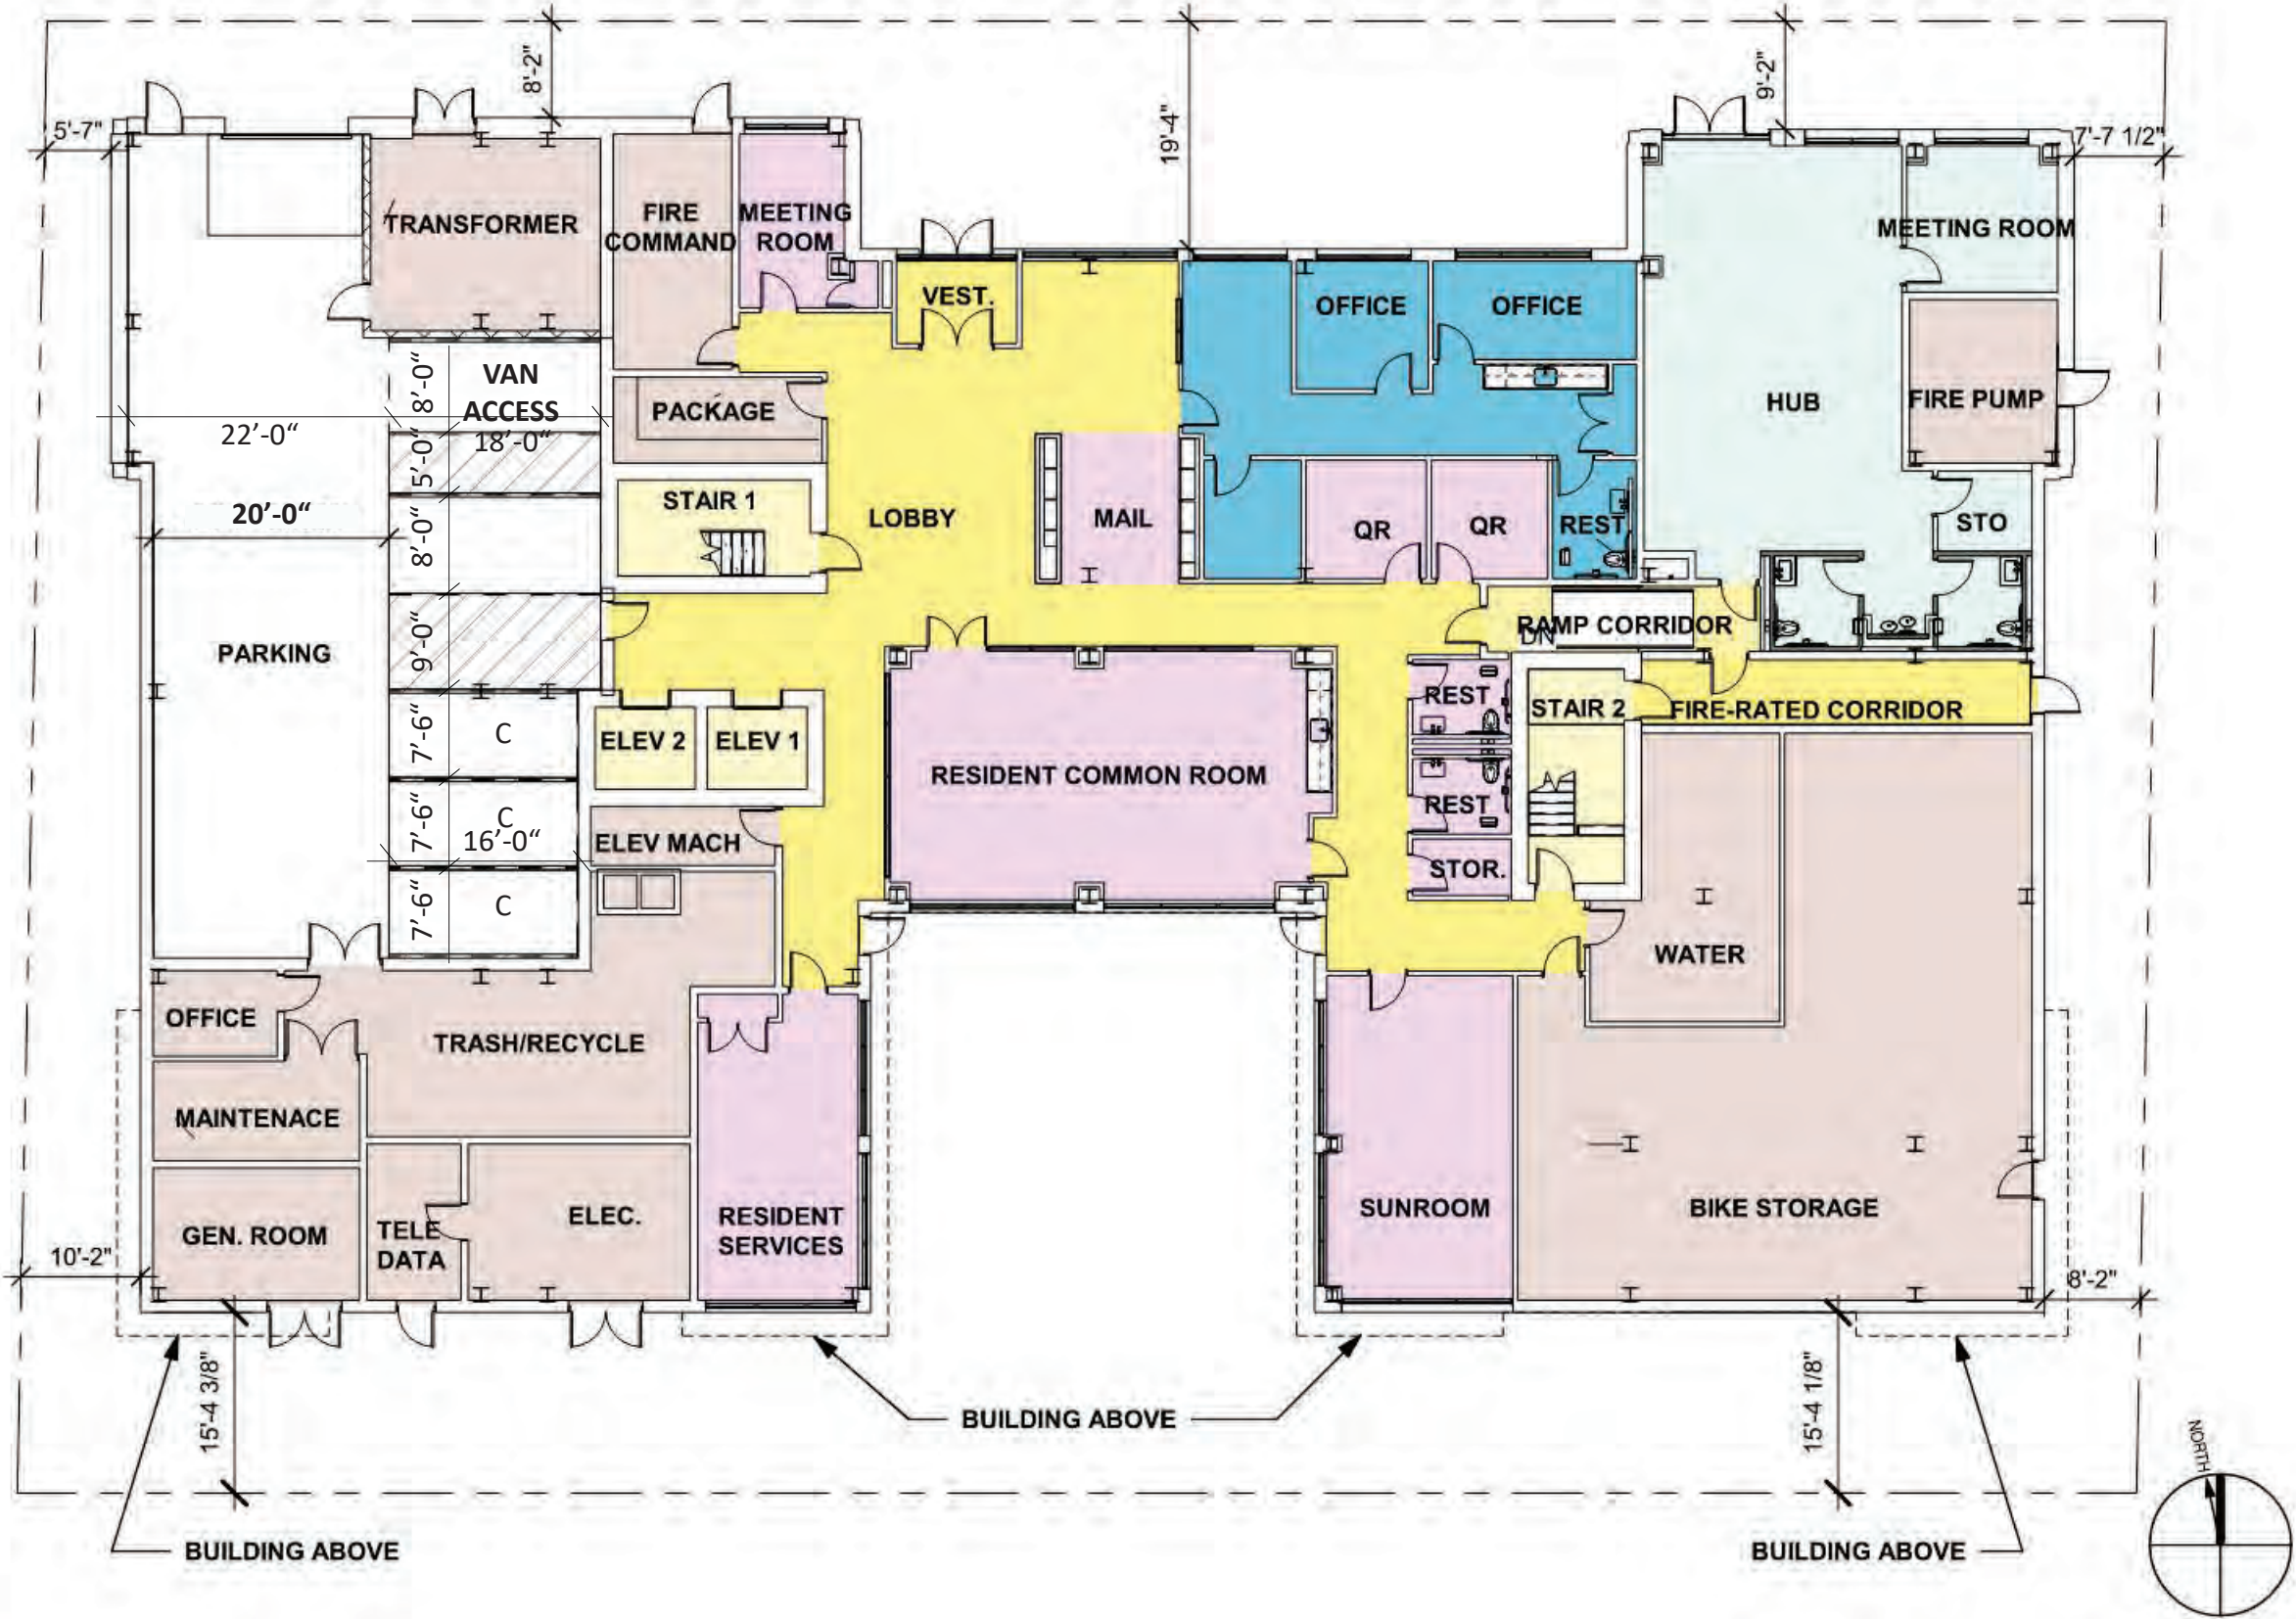 8'-2"
19'-4"
9'-2"
5'-7"
7'-7 1/2"
TRANSFORMER
FIRE
COMMAND
MEETING
ROOM
VEST.
OFFICE
OFFICE
MEETING ROOM
HUB
FIRE PUMP
VAN
ACCESS
8'-0"
22'-0"
18'-0"
5'-0"
PACKAGE
20'-0"
8'-0"
STAIR 1
LOBBY
MAIL
QR
QR
REST
STO
PARKING
9'-0"
RAMP CORRIDOR
DN
REST
STAIR 2
FIRE-RATED CORRIDOR
7'-6"
C
ELEV 2
ELEV 1
RESIDENT COMMON ROOM
7'-6"
C
16'-0"
ELEV MACH
REST
STOR.
7'-6"
C
WATER
OFFICE
TRASH/RECYCLE
MAINTENACE
GEN. ROOM
TELE
DATA
ELEC.
RESIDENT
SERVICES
SUNROOM
BIKE STORAGE
10'-2"
8'-2"
15'-4 3/8"
15'-4 1/8"
BUILDING ABOVE
NORTH
BUILDING ABOVE
BUILDING ABOVE